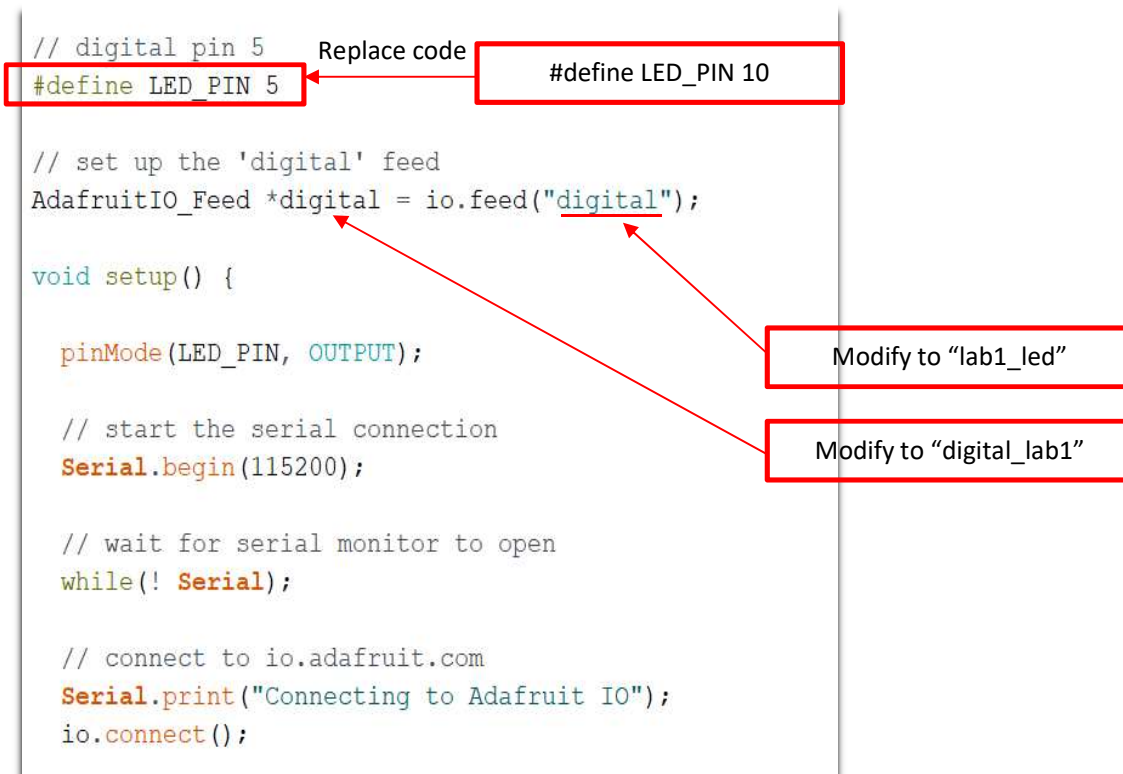 // digital pin 5
Replace code
#define LED_PIN 5
#define LED_PIN 10
// set up the 'digital' feed
AdafruitIO_Feed *digital = io.feed("digital");
void setup() {
pinMode(LED_PIN, OUTPUT);
Modify to “lab1_led”
// start the serial connection
Serial.begin(115200);
Modify to “digital_lab1”
// wait for serial monitor to open
while(! Serial);
// connect to io.adafruit.com
Serial.print("Connecting to Adafruit IO");
io.connect();